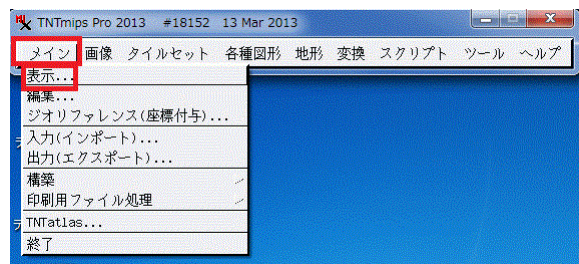 TNTmips Pro 2013 #18152 13 Mar 2013
メイン 画像 タイルセット 各種図形 地形 変換 スクリプト ツール ヘルプ
表示...
編集...
ジオリファレンス(座標付与)...
入力(インポート)...
出力(エクスポート)...
構築
印刷用ファイル処理
TNTatlas...
終了